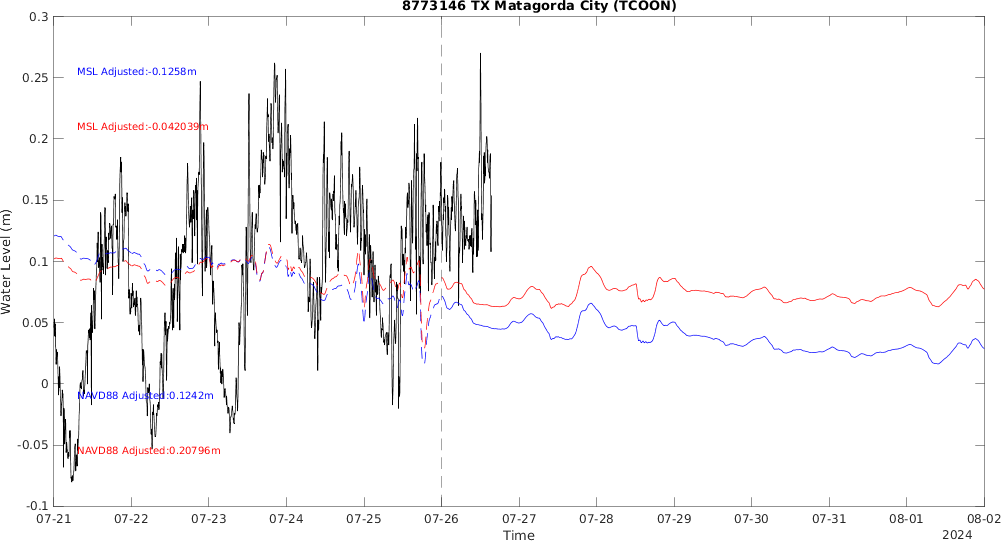 8773146 TX Matagorda City (TCOON)
0.3
0.25
0.2
0.15
0.1
0.05
0
-0.05
-0.1
Water Level (m)
MSL Adjusted:-0.1258m
MSL Adjusted:-0.042039m
NAVD88 Adjusted:0.1242m
NAVD88 Adjusted:0.20796m
07-21 07-22 07-23 07-24 07-25 07-26 07-27 07-28 07-29 07-30 07-31 08-01 08-02
Time
2024